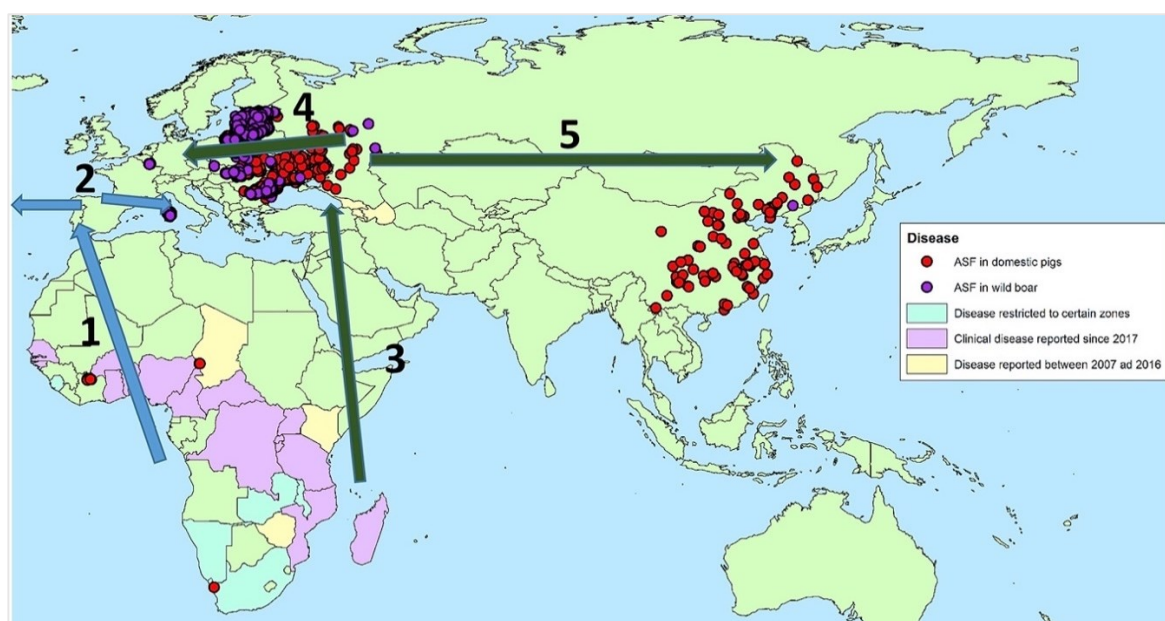 4
5
2
1
3
Disease
ASF in domestic pigs
ASF in wild boar
Disease restricted to certain zones
Clinical disease reported since 2017
Disease reported between 2007 ad 2016